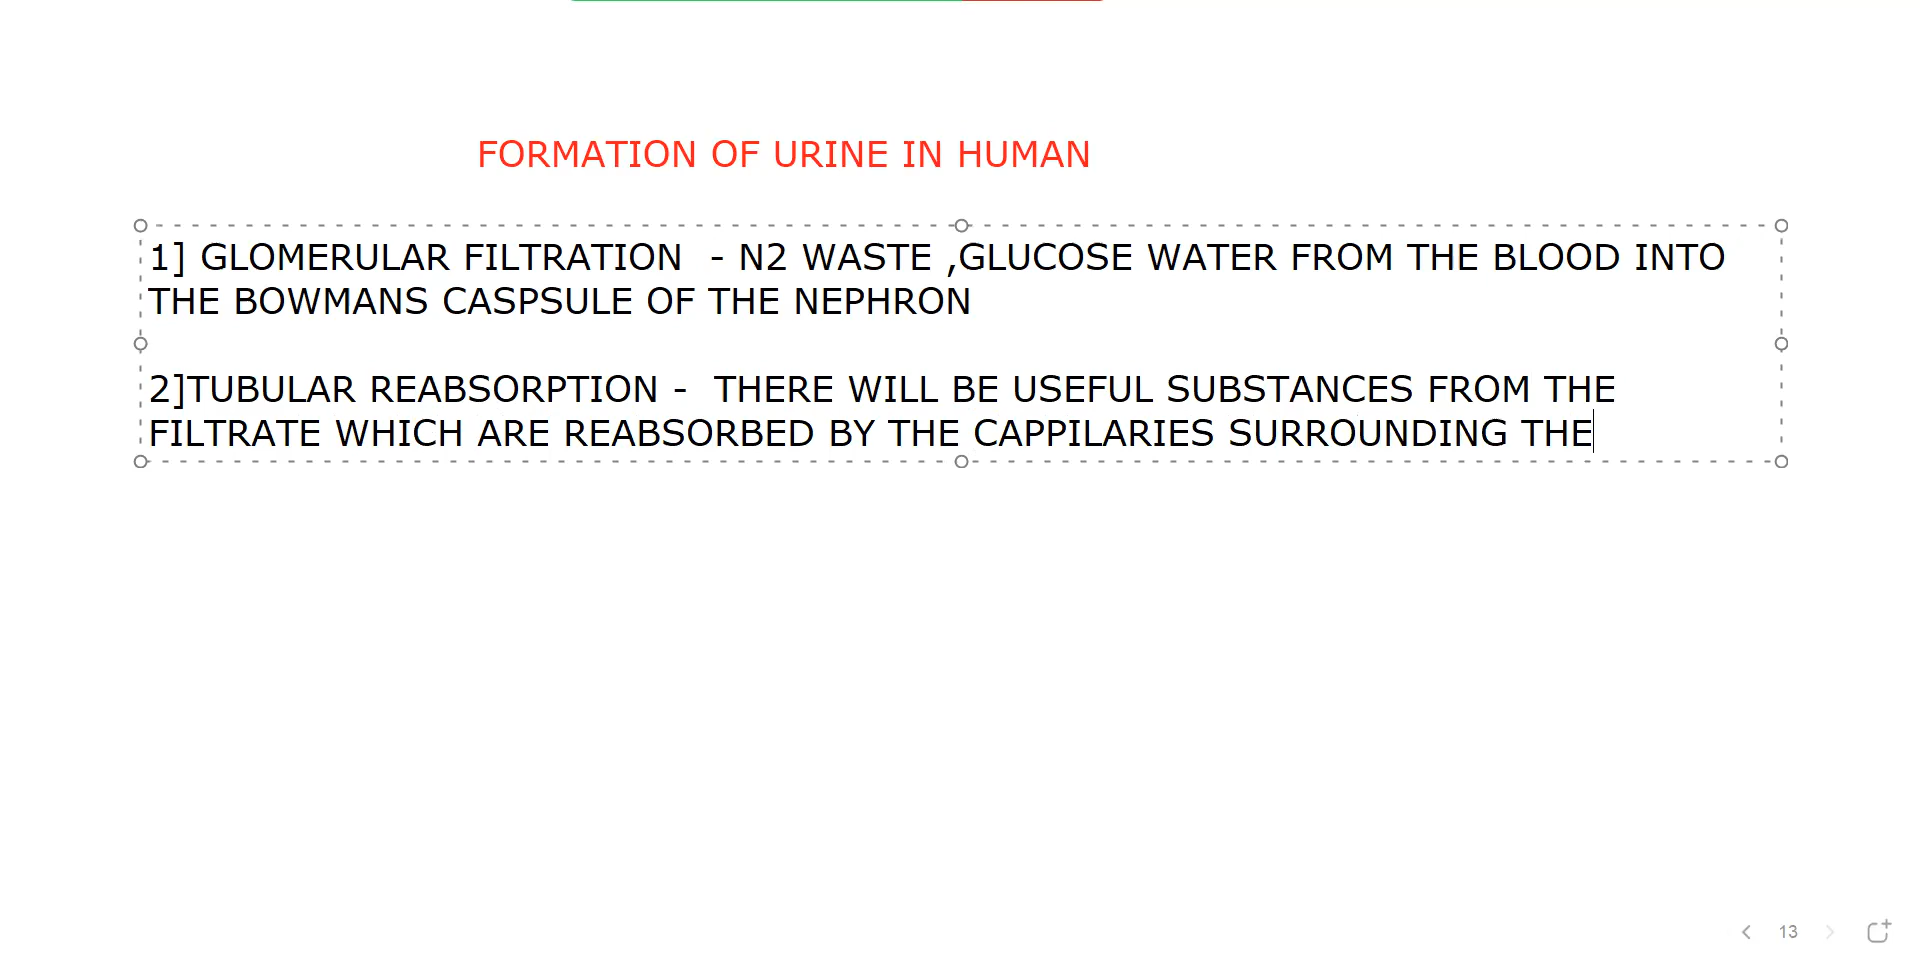 FORMATION OF URINE IN HUMAN
1] GLOMERULAR FILTRATION  - N2 WASTE ,GLUCOSE WATER FROM THE BLOOD INTO
THE BOWMANS CASPSULE OF THE NEPHRON
2]TUBULAR REABSORPTION -  THERE WILL BE USEFUL SUBSTANCES FROM THE
FILTRATE WHICH ARE REABSORBED BY THE CAPPILARIES SURROUNDING THE
13